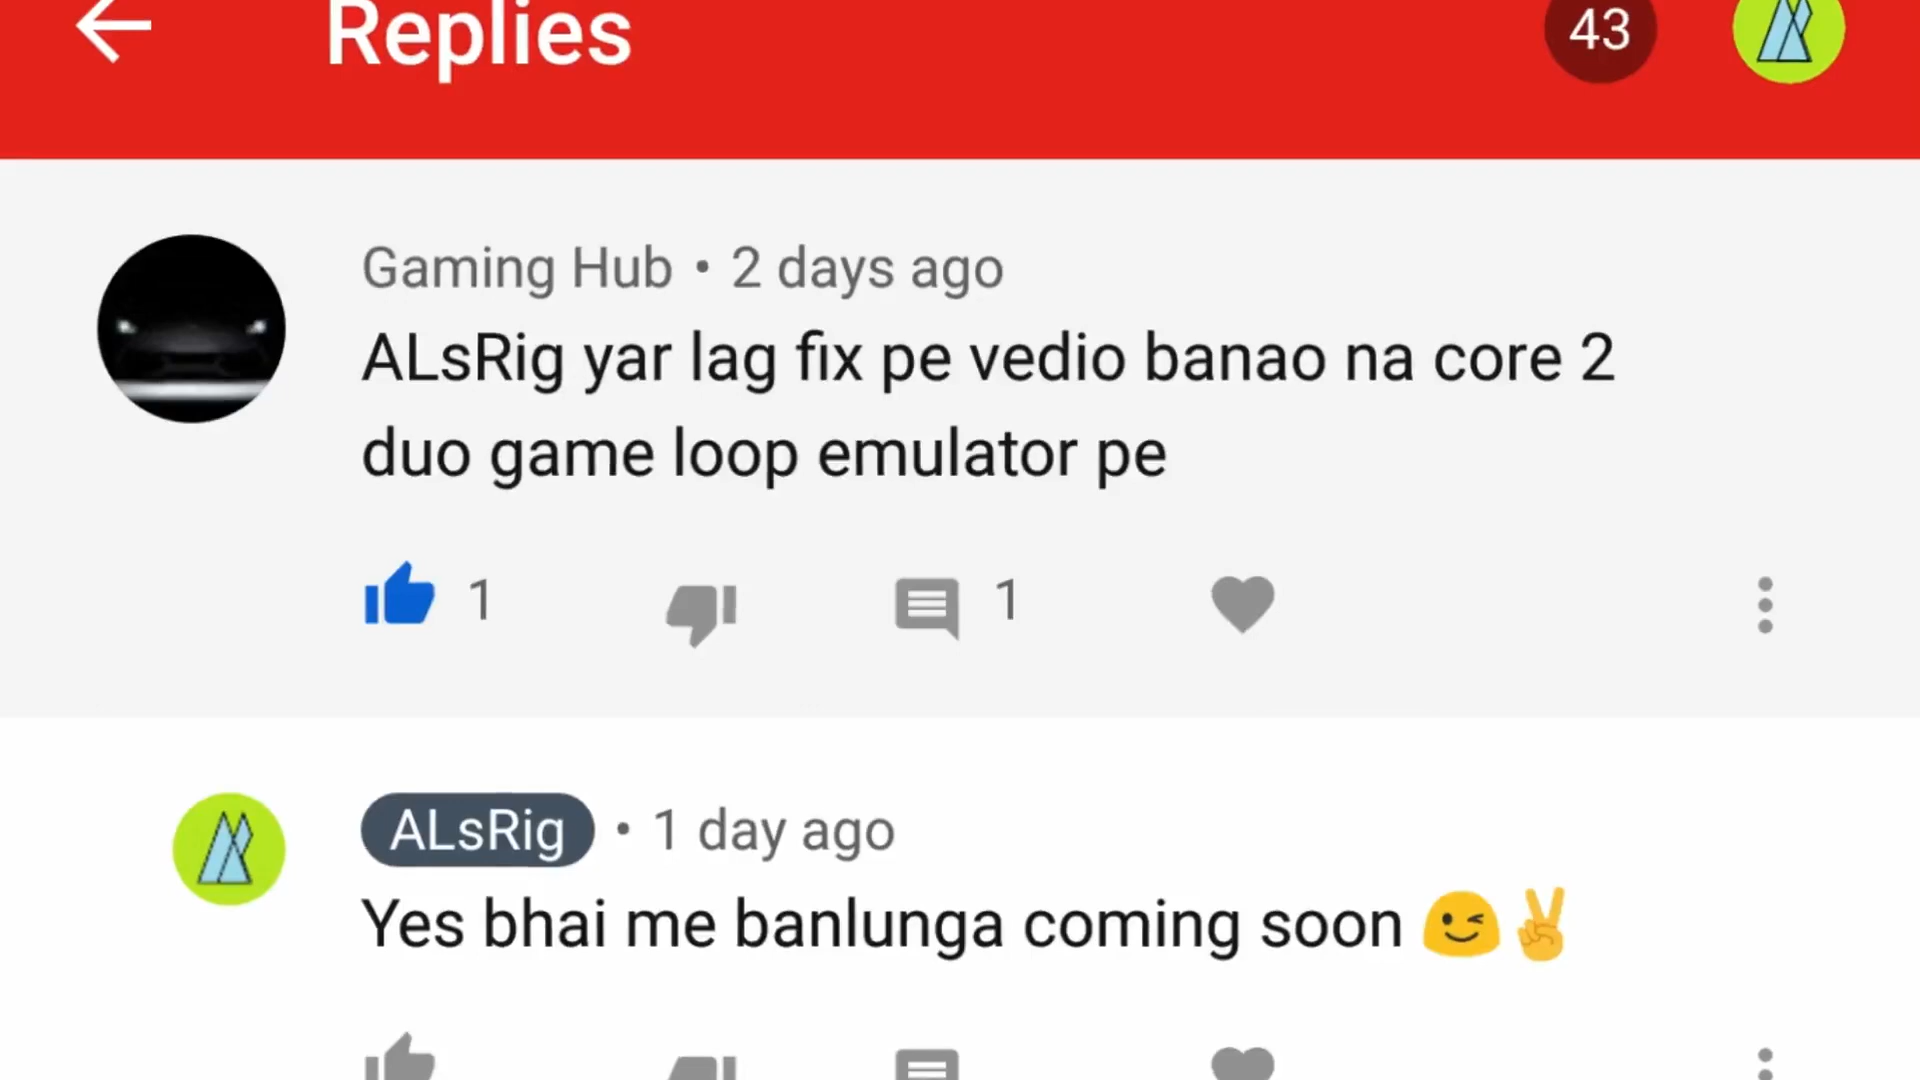 Replies
43
Gaming Hub • 2 days ago
ALsRig yar lag fix pe vedio banao na core 2
duo game loop emulator pe
1
1
ALsRig • 1 day ago
Yes bhai me banlunga coming soon 😉✌